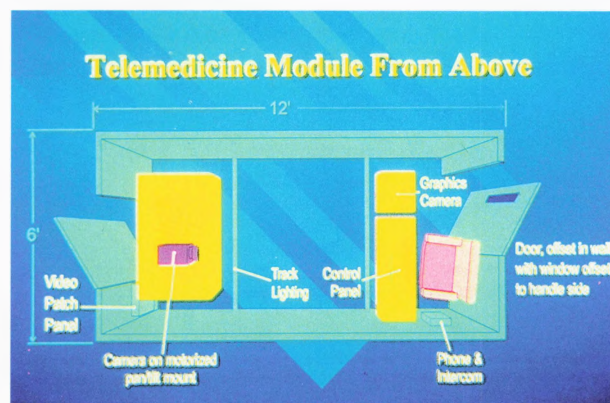 Telemedicine Module From Above
12'
6'
Graphics
Camera
Door, offset in wall
with window offset
to handle side
Video
Patch
Panel
Track
Lighting
Control
Panel
Camera on motorized
pan/tilt mount
Phone &
Intercom